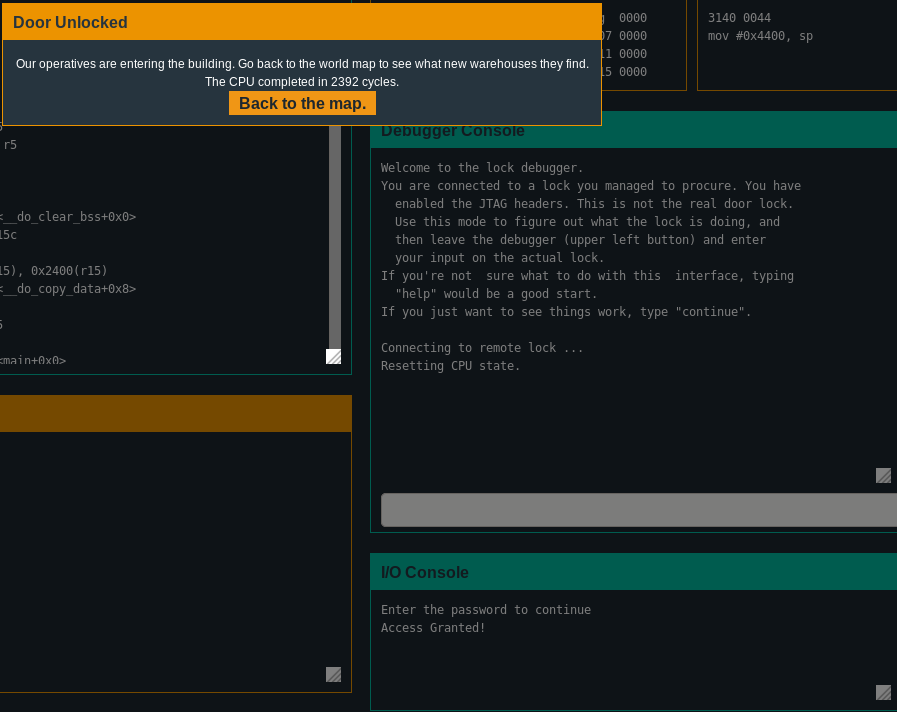 Door Unlocked
Our operatives are entering the building. Go back to the world map to see what new warehouses they find.
The CPU completed in 2392 cycles.
Back to the map.
0000
07 0000
11 0000
15 0000
3140 0044
mov #0x4400, sp
r5
<__do_clear_bss+0x0>
15c
15), 0x2400(r15)
<__do_copy_data+0x8>
<main+0x0>
Debugger Console
Welcome to the lock debugger.
You are connected to a lock you managed to procure. You have
enabled the JTAG headers. This is not the real door lock.
Use this mode to figure out what the lock is doing, and
then leave the debugger (upper left button) and enter
your input on the actual lock.
If you're not  sure what to do with this  interface, typing
"help" would be a good start.
If you just want to see things work, type "continue".
Connecting to remote lock ...
Resetting CPU state.
I/O Console
Enter the password to continue
Access Granted!